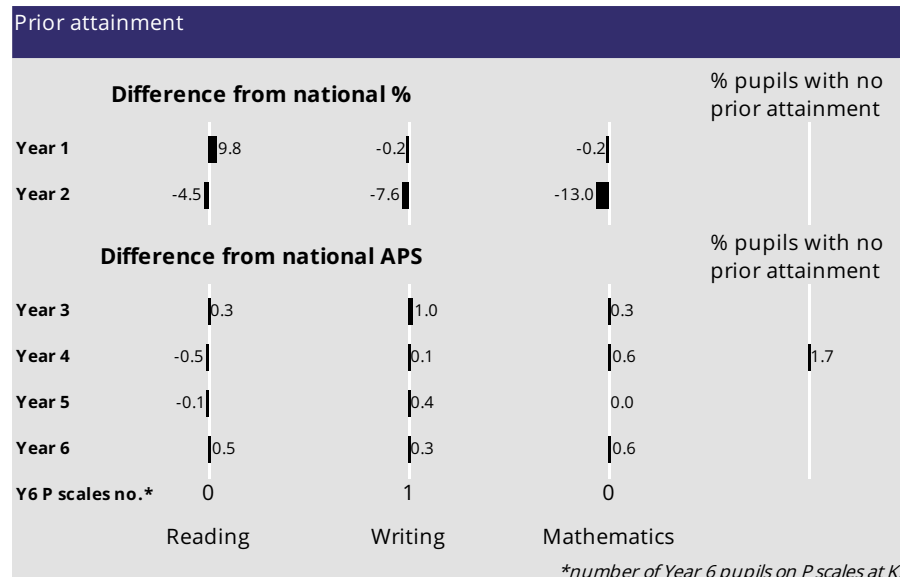 Prior attainment
Difference from national %
% pupils with no
prior attainment
Year 1 9.8 -0.2 -0.2
Year 2 -4.5 -7.6 -13.0
Difference from national APS
% pupils with no
prior attainment
Year 3 0.3 1.0 0.3
Year 4 -0.5 0.1 0.6 1.7
Year 5 -0.1 0.4 0.0
Year 6 0.5 0.3 0.6
Y6 P scales no.* 0 1 0
Reading Writing Mathematics
*number of Year 6 pupils on P scales at K